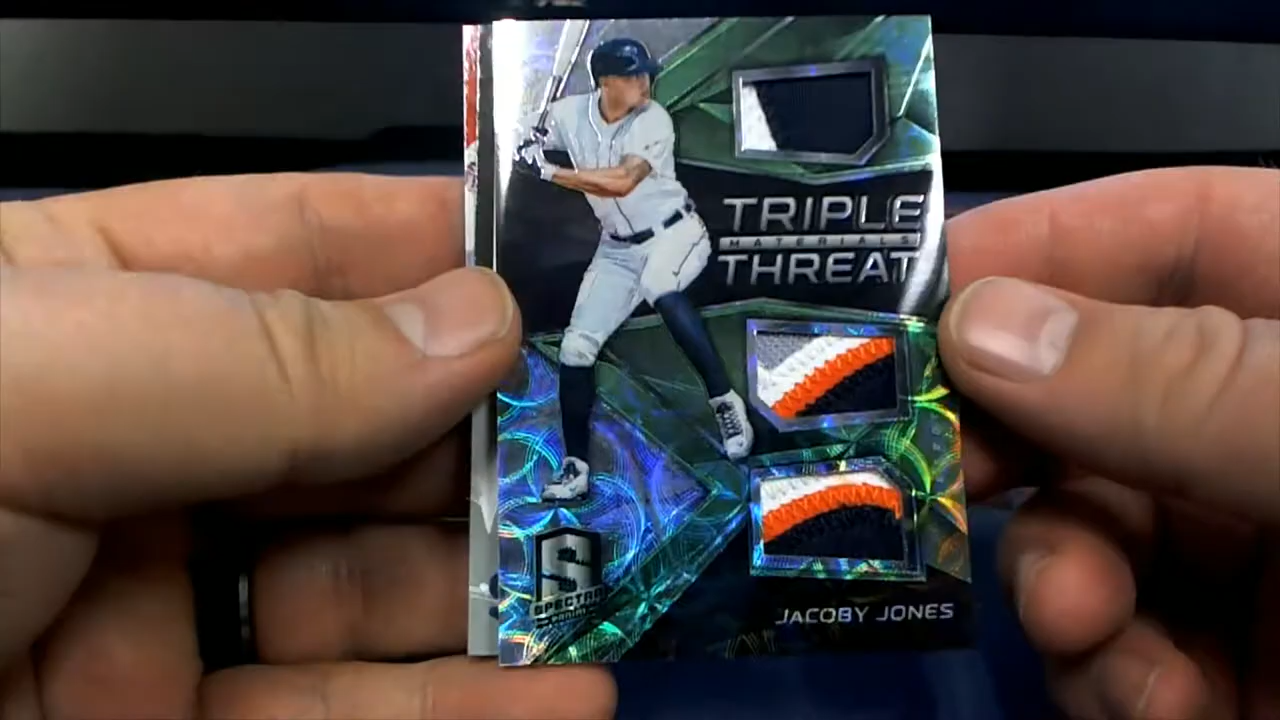 TRIPLE
MATERIALS
THREAT
S
SPECTRA
PANINI
JACOBY JONES